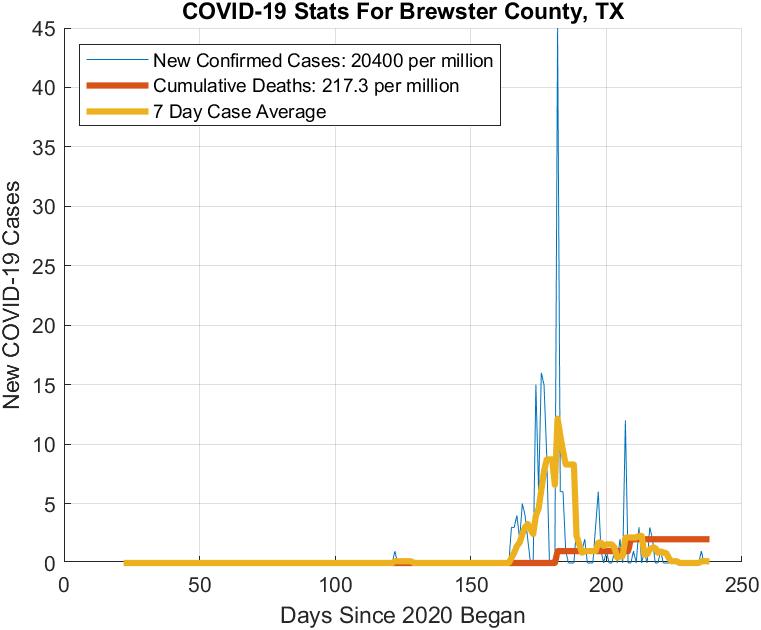 COVID-19 Stats For Brewster County, TX
New Confirmed Cases: 20400 per million
Cumulative Deaths: 217.3 per million
7 Day Case Average
New COVID-19 Cases
45
40
35
30
25
20
15
10
5
0
0 50 100 150 200 250
Days Since 2020 Began